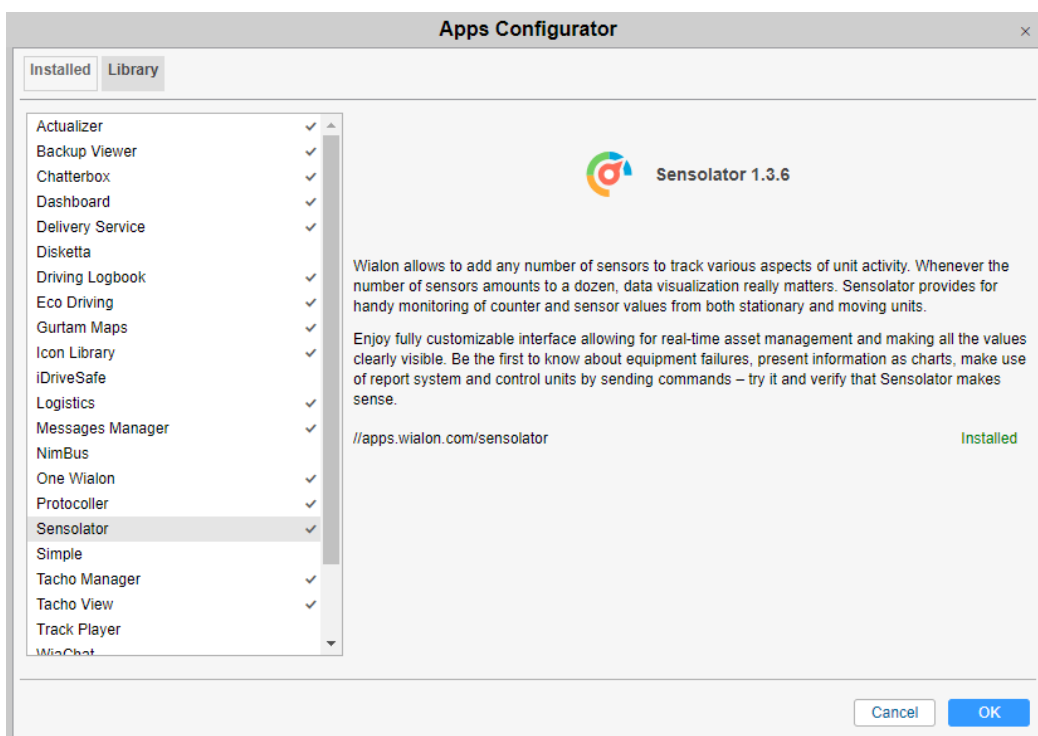 Apps Configurator
Installed Library
Actualizer
Backup Viewer
Chatterbox
Dashboard
Delivery Service
Disketta
Driving Logbook
Eco Driving
Gurtam Maps
Icon Library
iDriveSafe
Logistics
Messages Manager
NimBus
One Wialon
Protocoller
Sensolator
Simple
Tacho Manager
Tacho View
Track Player
WiaChat
Sensolator 1.3.6
Wialon allows to add any number of sensors to track various aspects of unit activity. Whenever the
number of sensors amounts to a dozen, data visualization really matters. Sensolator provides for
handy monitoring of counter and sensor values from both stationary and moving units.
Enjoy fully customizable interface allowing for real-time asset management and making all the values
clearly visible. Be the first to know about equipment failures, present information as charts, make use
of report system and control units by sending commands – try it and verify that Sensolator makes
sense.
//apps.wialon.com/sensolator Installed
Cancel OK